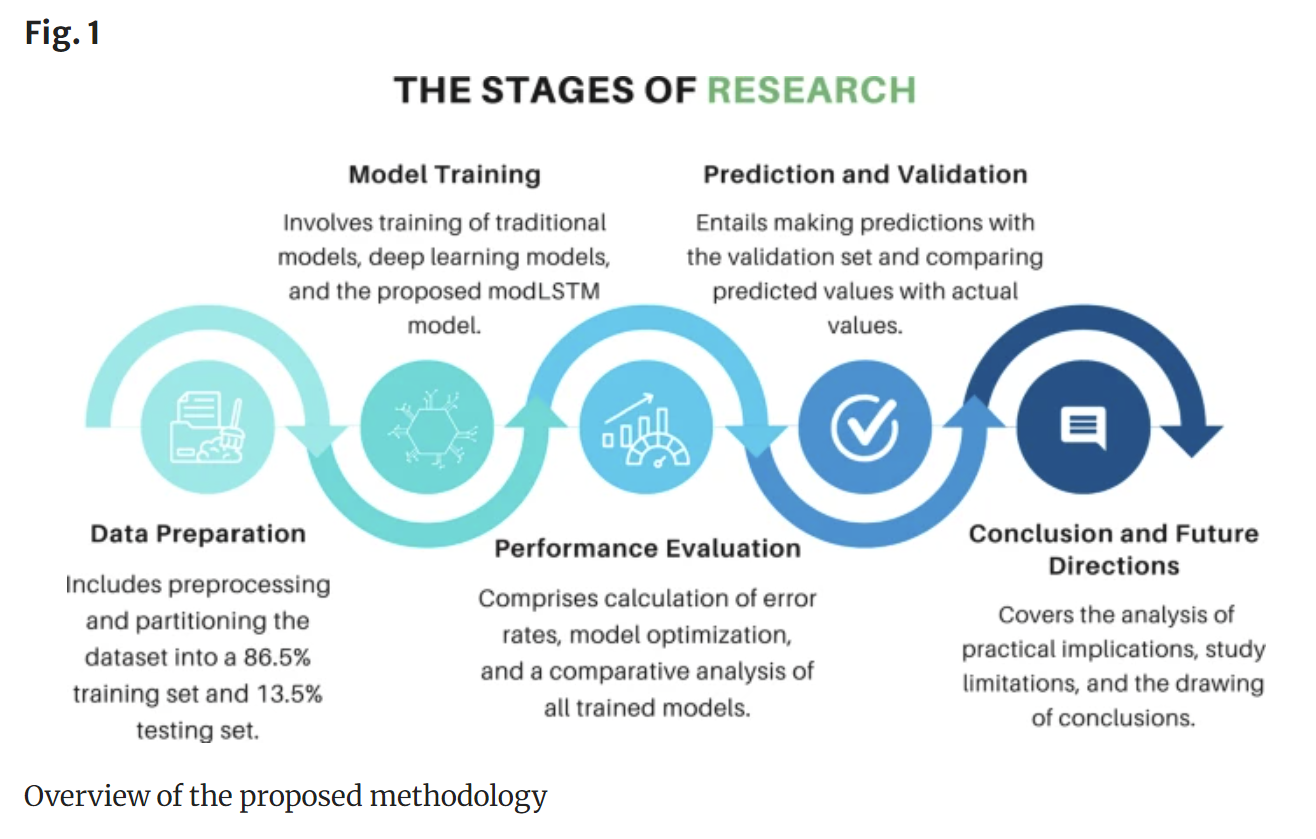 Fig. 1
THE STAGES OF RESEARCH
Model Training
Involves training of traditional
models, deep learning models,
and the proposed modLSTM
model.
Prediction and Validation
Entails making predictions with
the validation set and comparing
predicted values with actual
values.
Data Preparation
Includes preprocessing
and partitioning the
dataset into a 86.5%
training set and 13.5%
testing set.
Performance Evaluation
Comprises calculation of error
rates, model optimization,
and a comparative analysis of
all trained models.
Conclusion and Future
Directions
Covers the analysis of
practical implications, study
limitations, and the drawing
of conclusions.
Overview of the proposed methodology